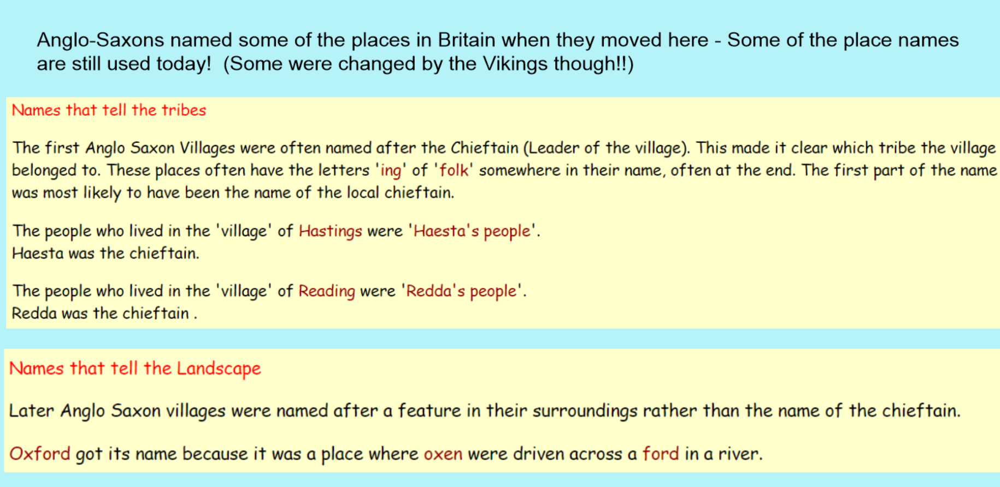 Anglo-Saxons named some of the places in Britain when they moved here - Some of the place names
are still used today!  (Some were changed by the Vikings though!!)
Names that tell the tribes
The first Anglo Saxon Villages were often named after the Chieftain (Leader of the village). This made it clear which tribe the village
belonged to. These places often have the letters 'ing' of 'folk' somewhere in their name, often at the end. The first part of the name
was most likely to have been the name of the local chieftain.
The people who lived in the 'village' of Hastings were 'Haesta's people'.
Haesta was the chieftain.
The people who lived in the 'village' of Reading were 'Redda's people'.
Redda was the chieftain .
Names that tell the Landscape
Later Anglo Saxon villages were named after a feature in their surroundings rather than the name of the chieftain.
Oxford got its name because it was a place where oxen were driven across a ford in a river.